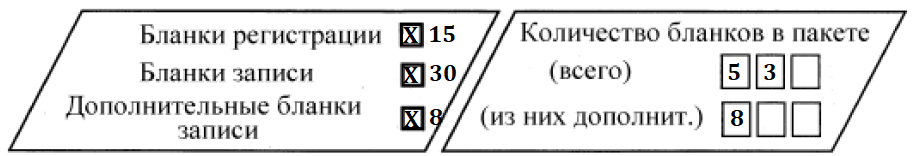 Бланки регистрации X 15
Бланки записи X 30
Дополнительные бланки
записи X 8
Количество бланков в пакете
(всего) 5 3
(из них дополнит.) 8